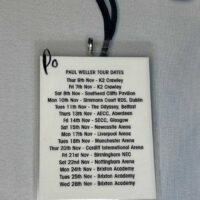 Po
PAUL WELLER TOUR DATES
Thur 6th Nov - K2 Crawley
Fri 7th Nov - K2 Crawley
Sat 8th Nov - Southend Cliffs Pavilion
Mon 10th Nov - Simmons Court RDS, Dublin
Tues 11th Nov - The Odyssey, Belfast
Thurs 13th Nov - AECC, Aberdeen
Fri 14th Nov - SECC, Glasgow
Sat 15th Nov - Newcastle Arena
Mon 17th Nov - Liverpool Arena
Tues 18th Nov - Manchester Arena
Thur 20th Nov - Cardiff International Arena
Fri 21st Nov - Birmingham NEC
Sat 22nd Nov - Nottingham Arena
Mon 24th Nov - Brixton Academy
Tues 25th Nov - Brixton Academy
Wed 26th Nov - Brixton Academy